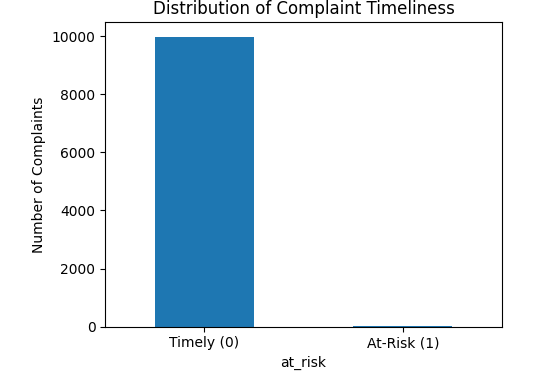 Distribution of Complaint Timeliness
10000
8000
6000
4000
2000
0
Number of Complaints
Timely (0)
At-Risk (1)
at_risk